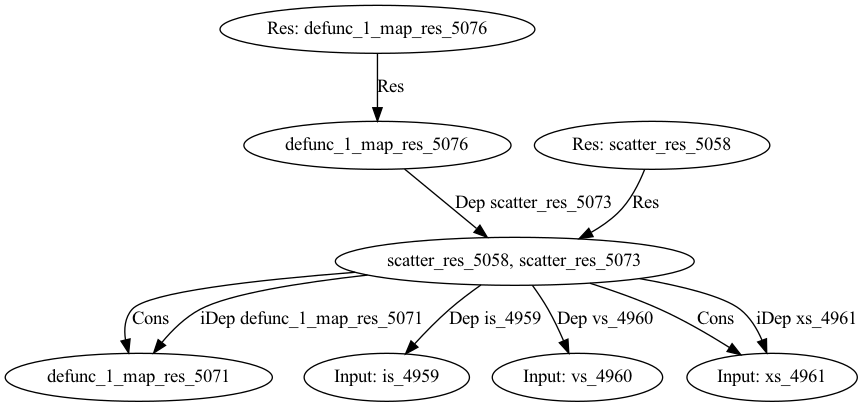 Res: defunc_1_map_res_5076
Res
defunc_1_map_res_5076
Res: scatter_res_5058
Dep scatter_res_5073
Res
scatter_res_5058, scatter_res_5073
Cons
iDep defunc_1_map_res_5071
Dep is_4959
Dep vs_4960
Cons
iDep xs_4961
defunc_1_map_res_5071
Input: is_4959
Input: vs_4960
Input: xs_4961